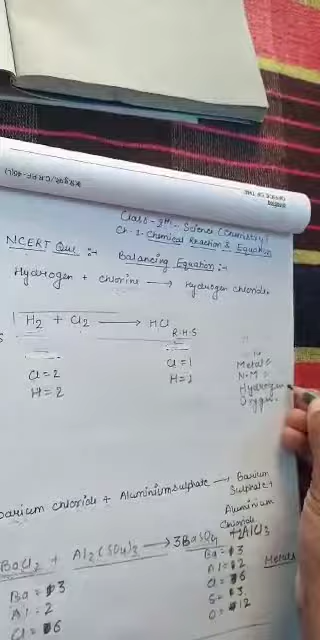 Class - 9th - Science (Chemistry)
Ch-1- Chemical Reaction & Equation
NCERT Que :- Balancing Equation :-
Hydrogen + chlorine → Hydrogen chloride
H2 + Cl2 → HCl
R.H.S
Cl = 2 Cl = 1
H = 2 H = 1
Metals
N.M
Hydrogen
Oxygen
barium chloride + Aluminium sulphate → Barium
Sulphate +
Aluminium
Chloride
BaCl2 + Al2(SO4)3 → 3BaSO4 + 2AlCl3
Ba = 3 Ba = 3
Al = 2 Al = 2
Cl = 6 Cl = 6
S = 3
O = 12
Metals